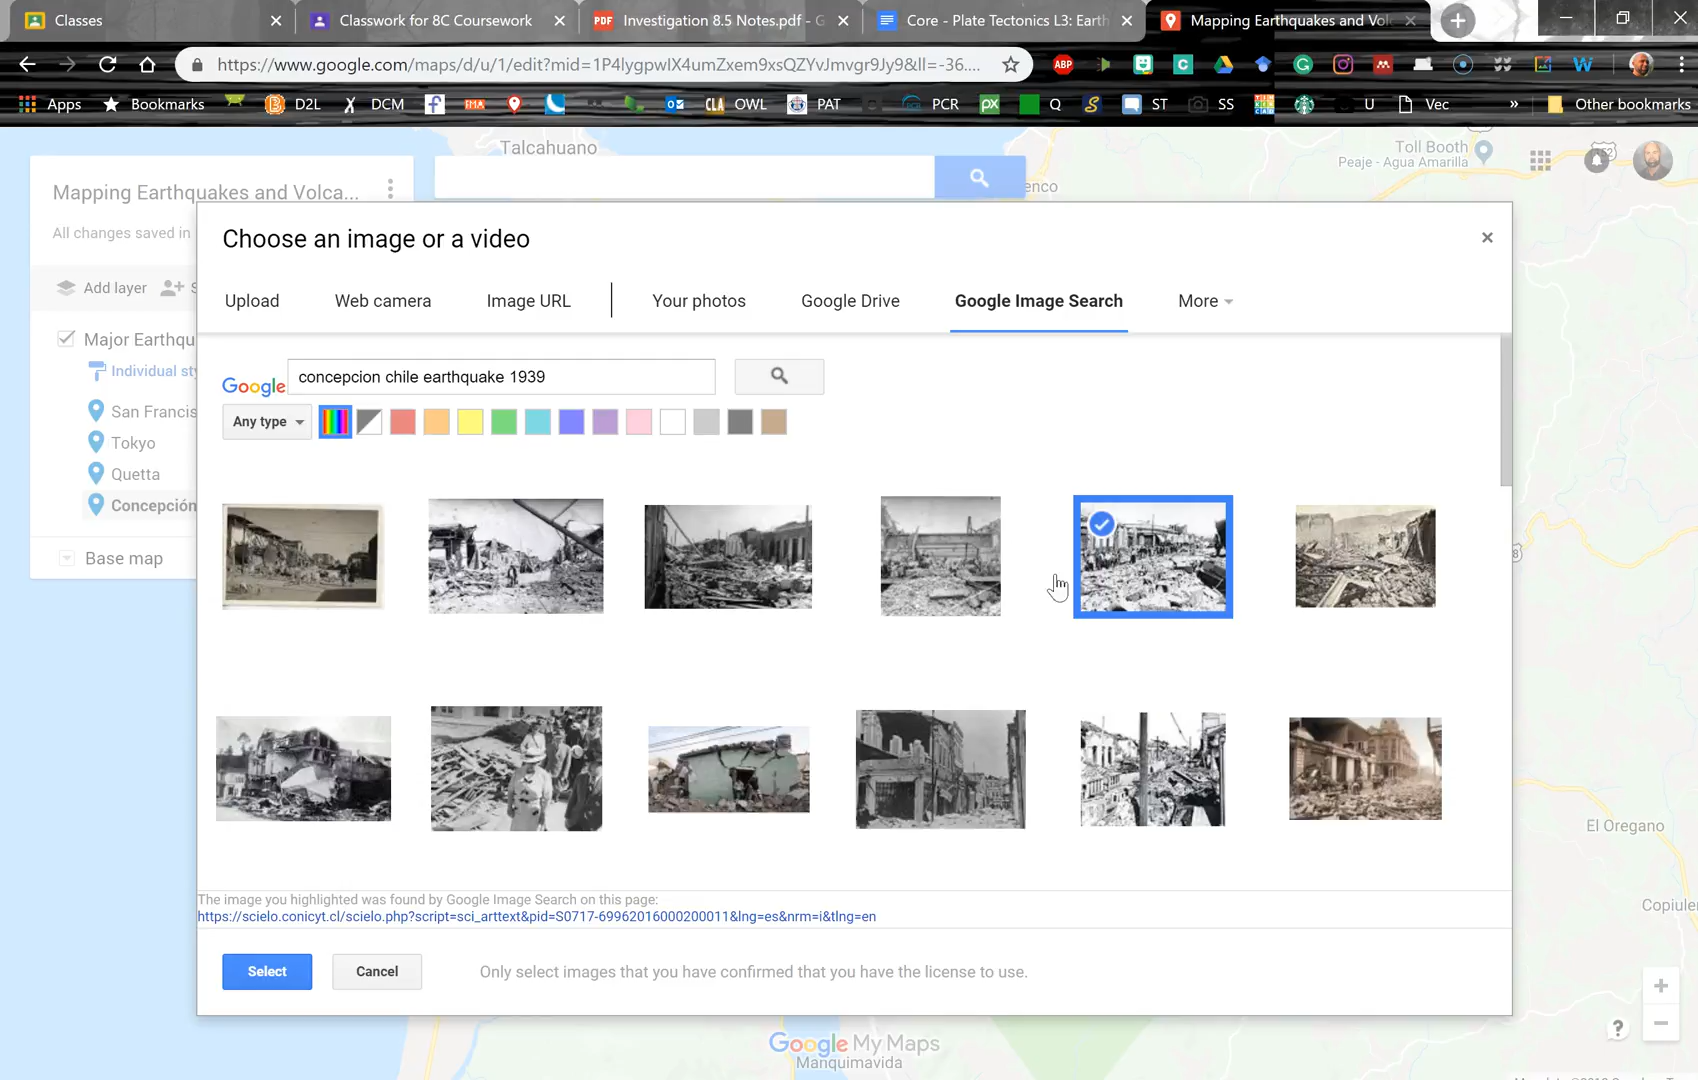 Classes
Classwork for 8C Coursework
PDF Investigation 8.5 Notes.pdf - G
Core - Plate Tectonics L3: Earth
Mapping Earthquakes and Vol
https://www.google.com/maps/d/u/1/edit?mid=1P4lygpwIX4umZxem9xsQZYvJmvgr9Jy9&ll=-36....
ABP
Apps Bookmarks D2L DCM CLA OWL PAT PCR px Q ST SS U Vec » Other bookmarks
Talcahuano
Toll Booth
Peaje - Agua Amarilla
enco
Mapping Earthquakes and Volca...
All changes saved in
Add layer S
Major Earthqu
Individual sty
San Francis
Tokyo
Quetta
Concepción
Base map
Choose an image or a video
Upload Web camera Image URL Your photos Google Drive Google Image Search More
Google concepcion chile earthquake 1939
Any type
The image you highlighted was found by Google Image Search on this page:
https://scielo.conicyt.cl/scielo.php?script=sci_arttext&pid=S0717-69962016000200011&lng=es&nrm=i&tlng=en
Select Cancel Only select images that you have confirmed that you have the license to use.
El Oregano
Copiuler
Google My Maps
Manquimavida